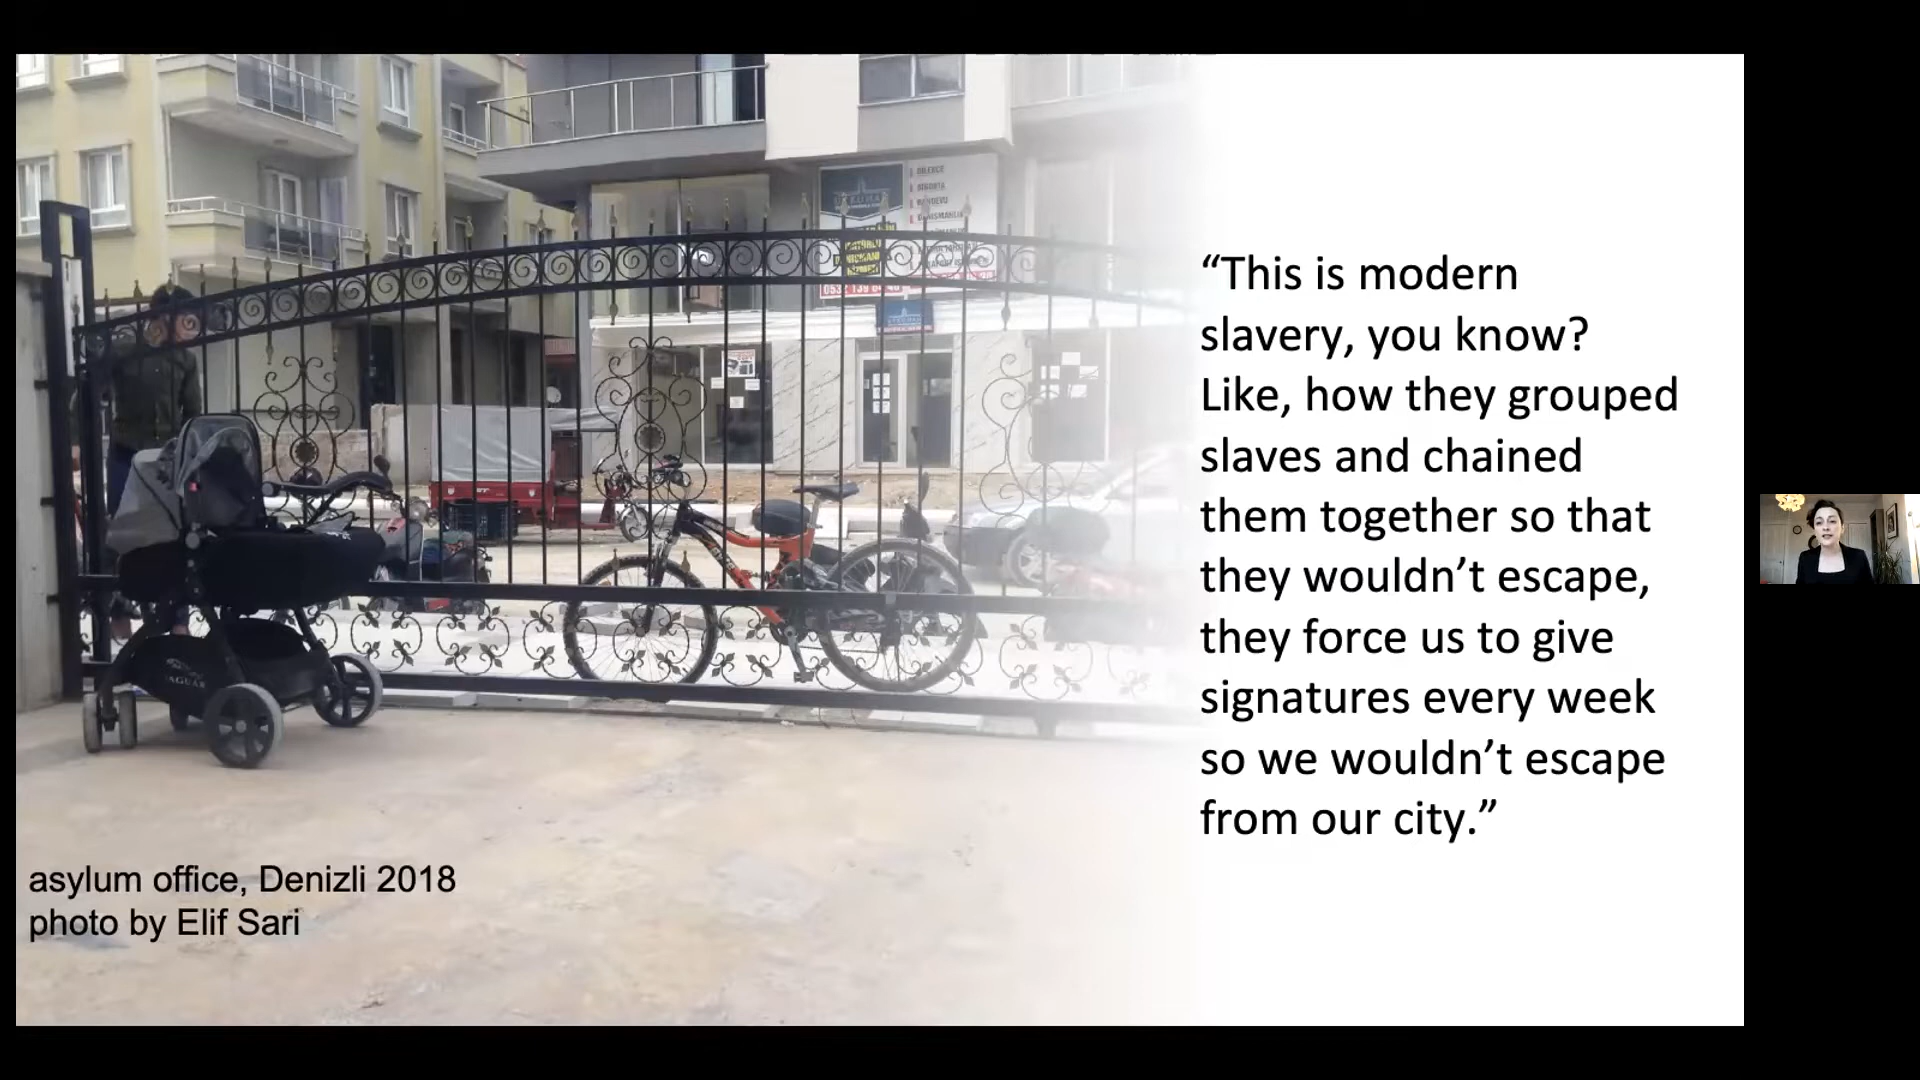 “This is modern
slavery, you know?
Like, how they grouped
slaves and chained
them together so that
they wouldn’t escape,
they force us to give
signatures every week
so we wouldn’t escape
from our city.”
asylum office, Denizli 2018
photo by Elif Sari
JAGUAR